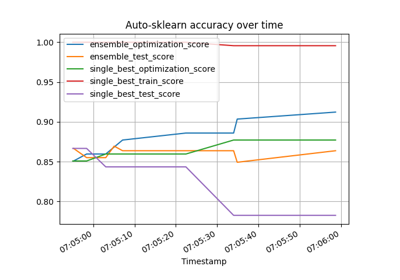 Auto-sklearn accuracy over time
1.00
0.95
0.90
0.85
0.80
ensemble_optimization_score
ensemble_test_score
single_best_optimization_score
single_best_train_score
single_best_test_score
07:05:00
07:05:10
07:05:20
07:05:30
07:05:40
07:05:50
07:06:00
Timestamp